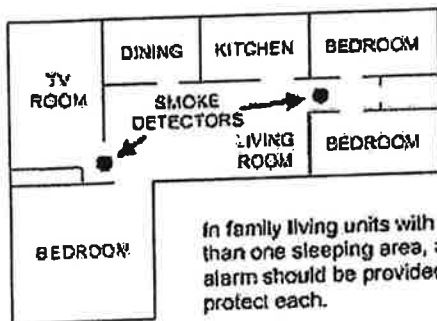 TV
ROOM
DINING
KITCHEN
BEDROOM
SMOKE
DETECTORS
LIVING
ROOM
BEDROOM
BEDROOM
In family living units with
than one sleeping area,
alarm should be provided
protect each.